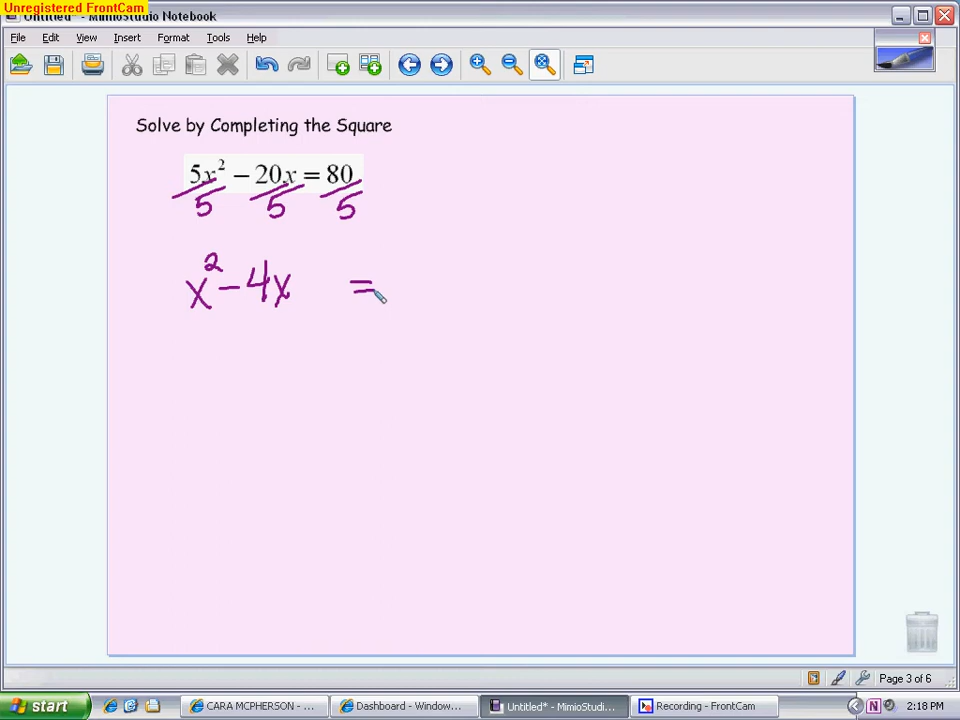 Unregistered FrontCam
Untitled* - MimioStudio Notebook
File Edit View Insert Format Tools Help
Solve by Completing the Square
5x² − 20x = 80
5 5 5
x² - 4x =
Page 3 of 6
start CARA MCPHERSON - ... Dashboard - Window... Untitled* - MimioStudi... Recording - FrontCam N 2:18 PM